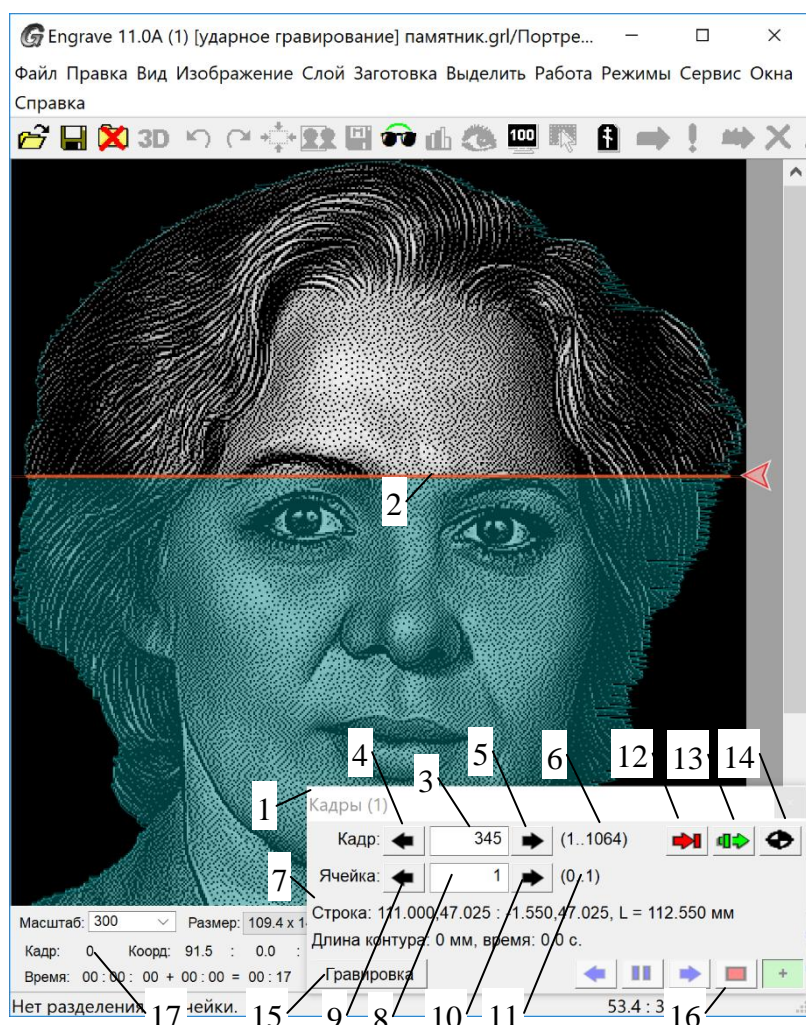 Engrave 11.0A (1) [ударное гравирование] памятник.grl/Портре...
Файл Правка Вид Изображение Слой Заготовка Выделить Работа Режимы Сервис Окна
Справка
3D 100
2
4 3 5 6 12 13 14
1 Кадры (1)
Кадр: 345 (1..1064)
7 Ячейка: 1 (0..1)
Строка: 111.000,47.025 : -1.550,47.025, L = 112.550 мм
Масштаб: 300 Размер: 109.4 x 1
Длина контура: 0 мм, время: 0.0 с.
Кадр: 0 Коорд: 91.5 : 0.0 :
Время: 00 : 00 : 00 + 00 : 00 = 00 : 17 Гравировка +
Нет разделения чейки. 53.4 : 3
17 15 9 8 10 11 16